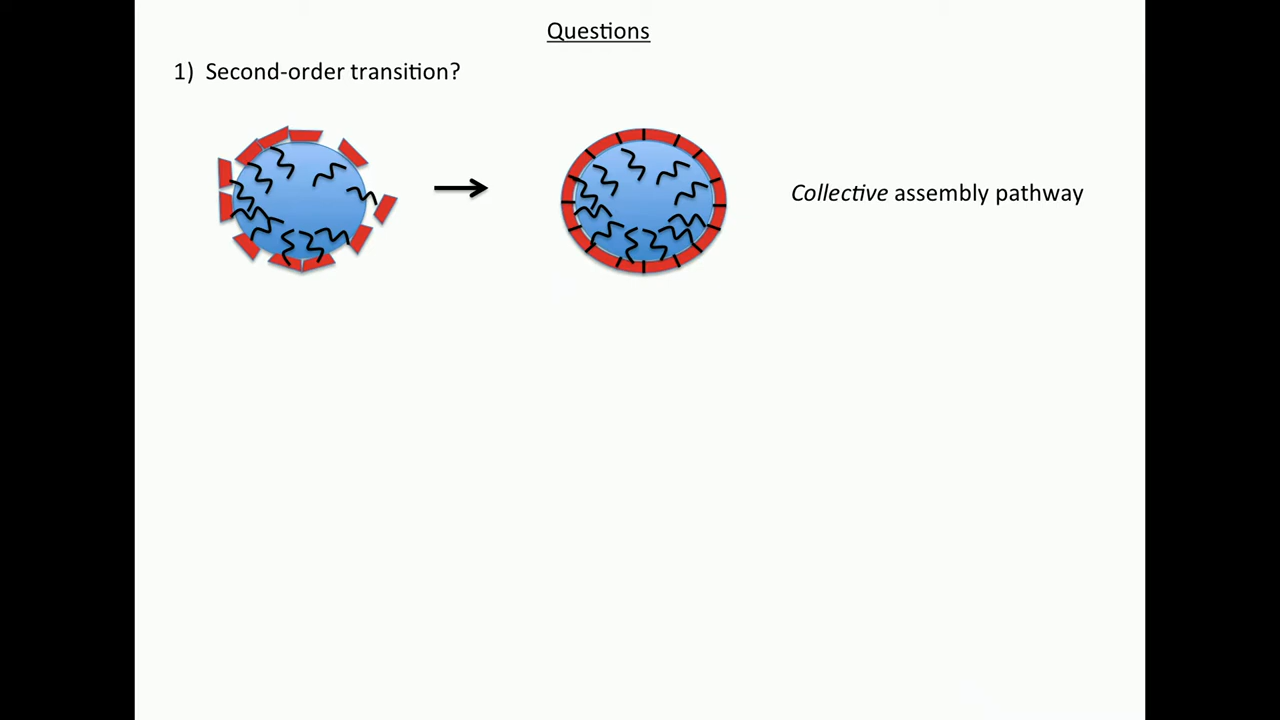 Questions
1) Second-order transition?
Collective assembly pathway